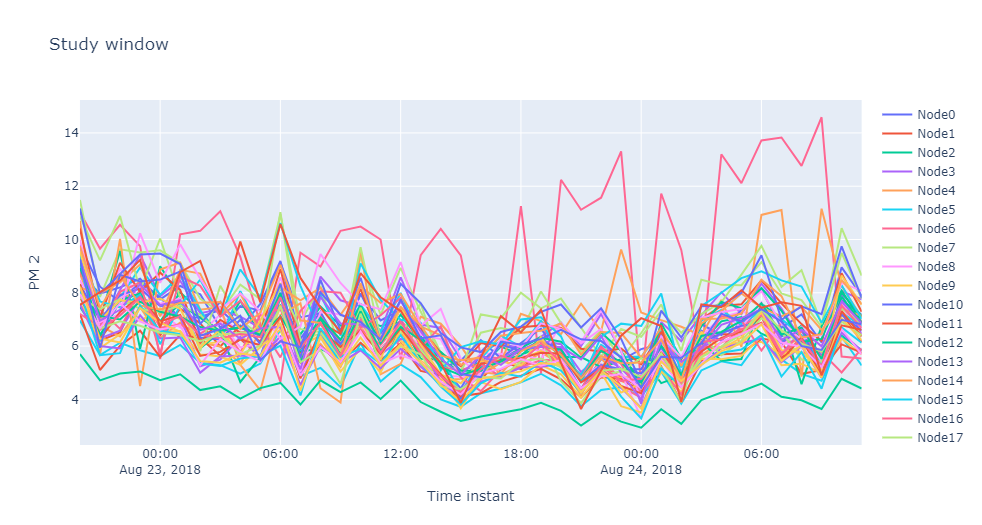 Study window
PM 2
14
12
10
8
6
4
00:00
Aug 23, 2018
06:00
12:00
18:00
00:00
Aug 24, 2018
06:00
Time instant
Node0
Node1
Node2
Node3
Node4
Node5
Node6
Node7
Node8
Node9
Node10
Node11
Node12
Node13
Node14
Node15
Node16
Node17